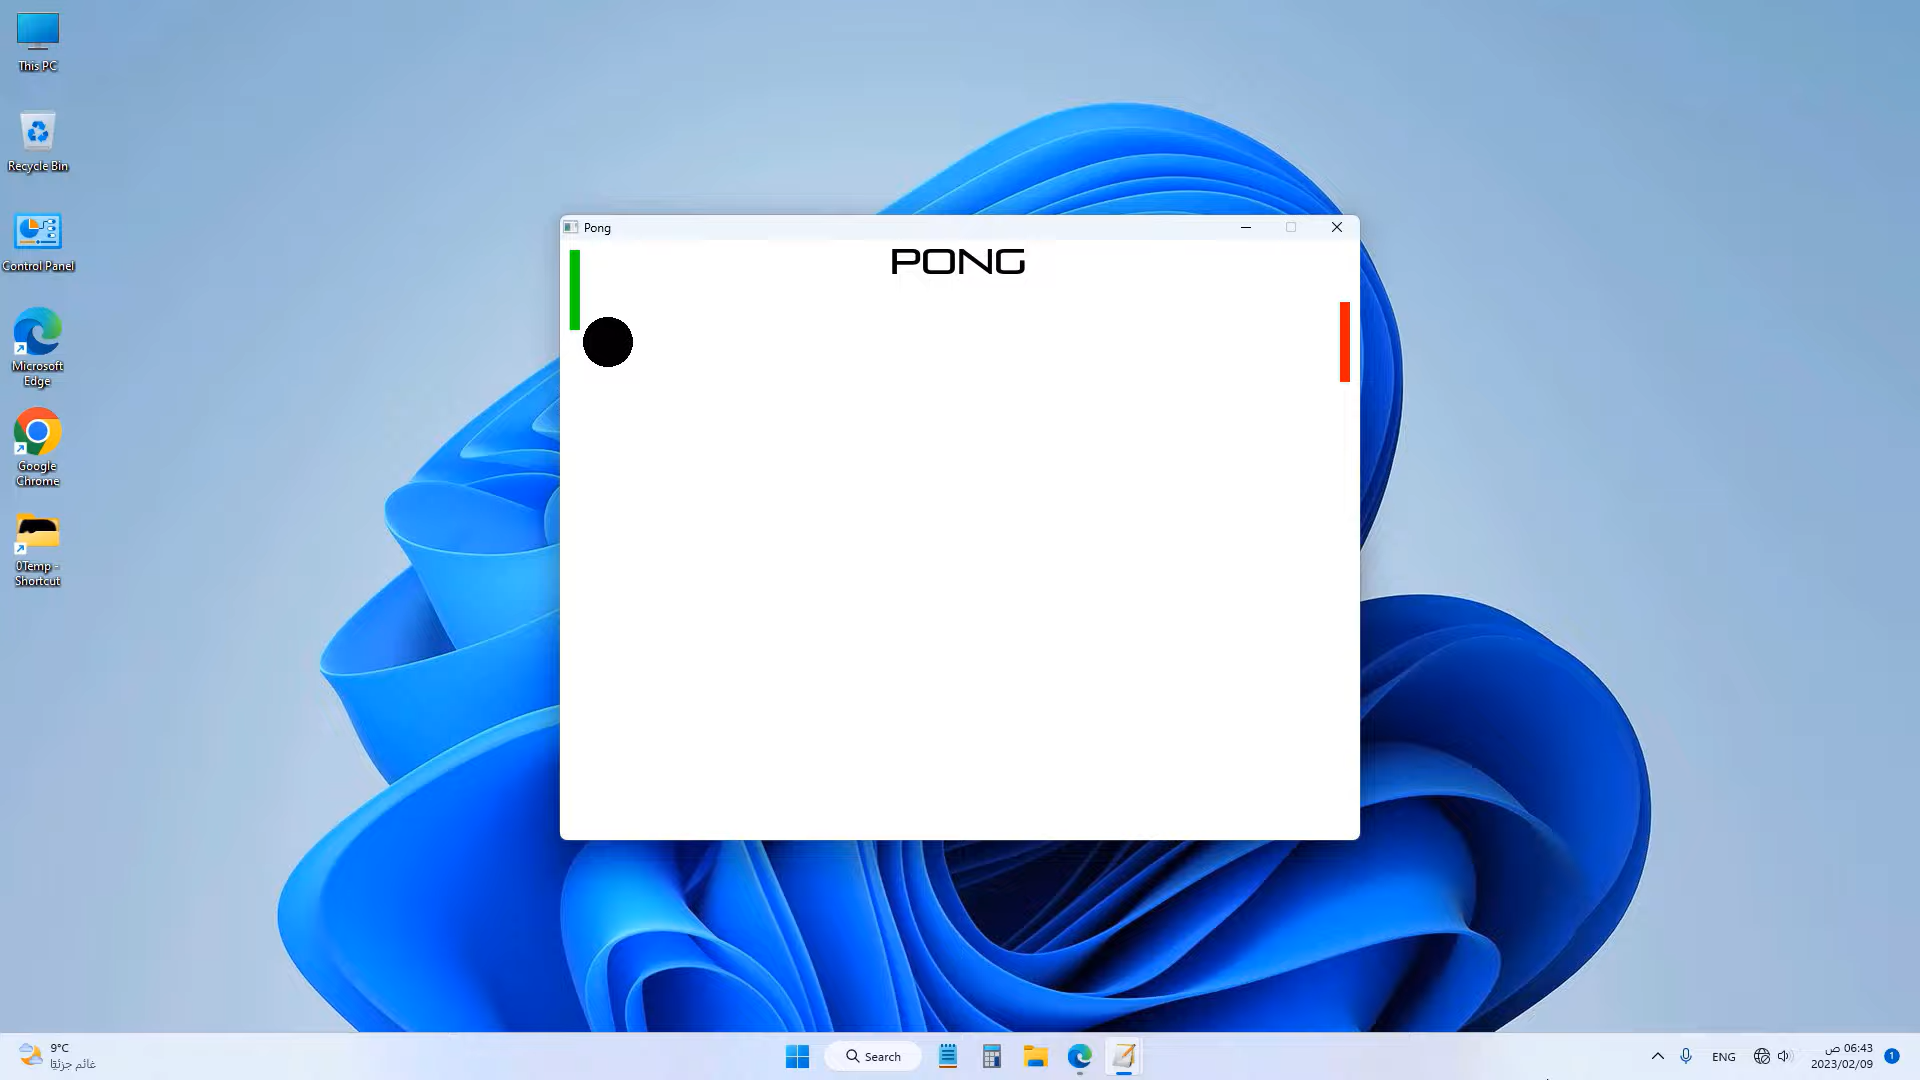 This PC
Recycle Bin
Control Panel
Microsoft
Edge
Google
Chrome
0Temp -
Shortcut
Pong
PONG
9°C
غائم جزئيًا
Search
ENG
06:43 ص
2023/02/09
1